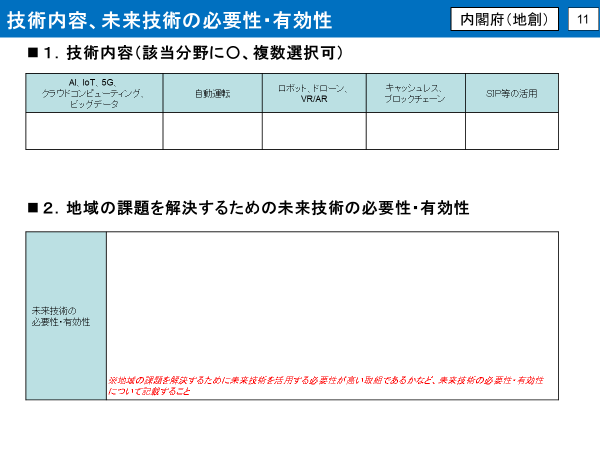 技術内容、未来技術の必要性・有効性
内閣府（地創）
11
■１．技術内容（該当分野に〇、複数選択可）
AI、IoT、5G、
クラウドコンピューティング、
ビッグデータ
自動運転
ロボット、ドローン、
VR/AR
キャッシュレス、
ブロックチェーン
SIP等の活用
■２．地域の課題を解決するための未来技術の必要性・有効性
未来技術の
必要性・有効性
※地域の課題を解決するために未来技術を活用する必要性が高い取組であるかなど、未来技術の必要性・有効性
について記載すること